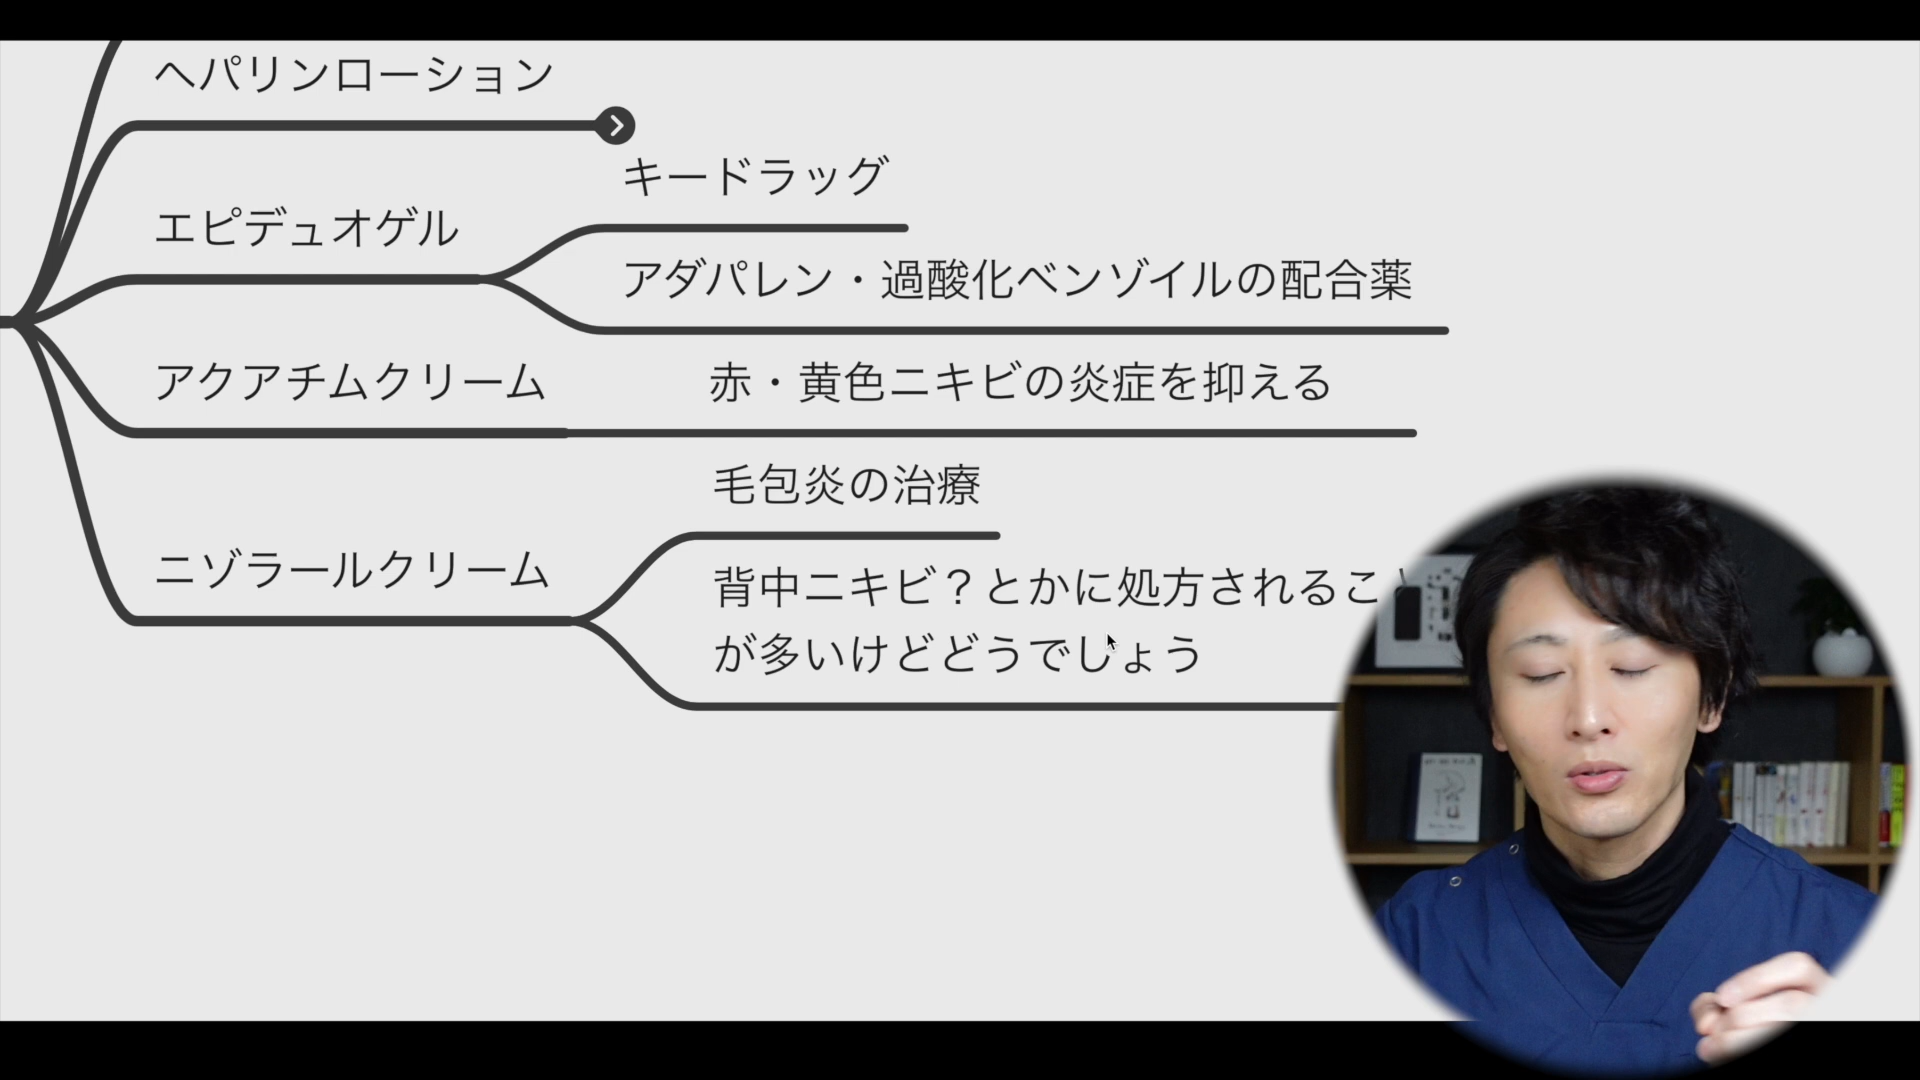 ヘパリンローション
キードラッグ
エピデュオゲル
アダパレン・過酸化ベンゾイルの配合薬
アクアチムクリーム
赤・黄色ニキビの炎症を抑える
毛包炎の治療
ニゾラールクリーム
背中ニキビ？とかに処方されるこ
が多いけどどうでしょう